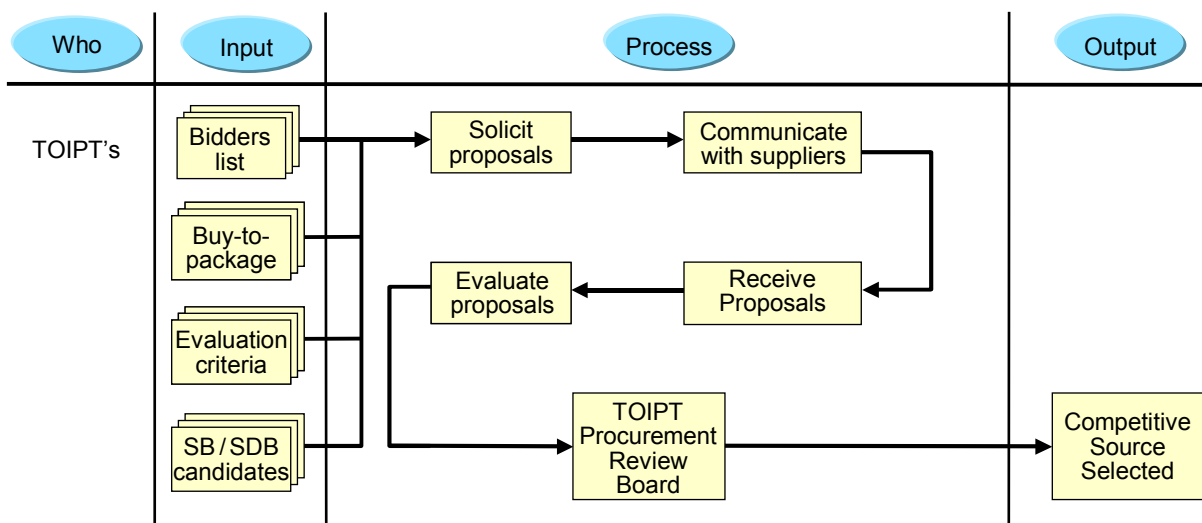 Who
Input
Process
Output
TOIPT's
Bidders
list
Buy-to-
package
Evaluation
criteria
SB / SDB
candidates
Solicit
proposals
Communicate
with suppliers
Evaluate
proposals
Receive
Proposals
TOIPT
Procurement
Review
Board
Competitive
Source
Selected